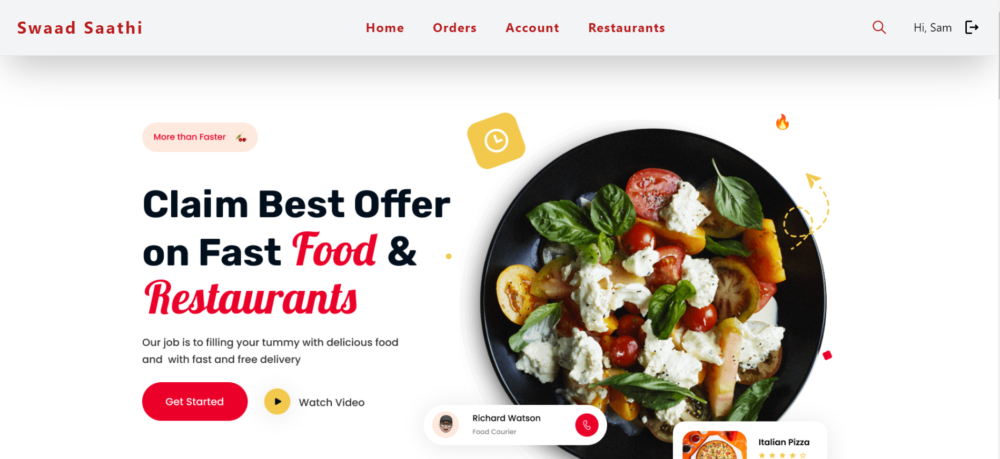 Swaad Saathi
Home
Orders
Account
Restaurants
Hi, Sam
More than Faster
Claim Best Offer
on Fast Food &
Restaurants
Our job is to filling your tummy with delicious food
and with fast and free delivery
Get Started
Watch Video
Richard Watson
Food Courier
Italian Pizza